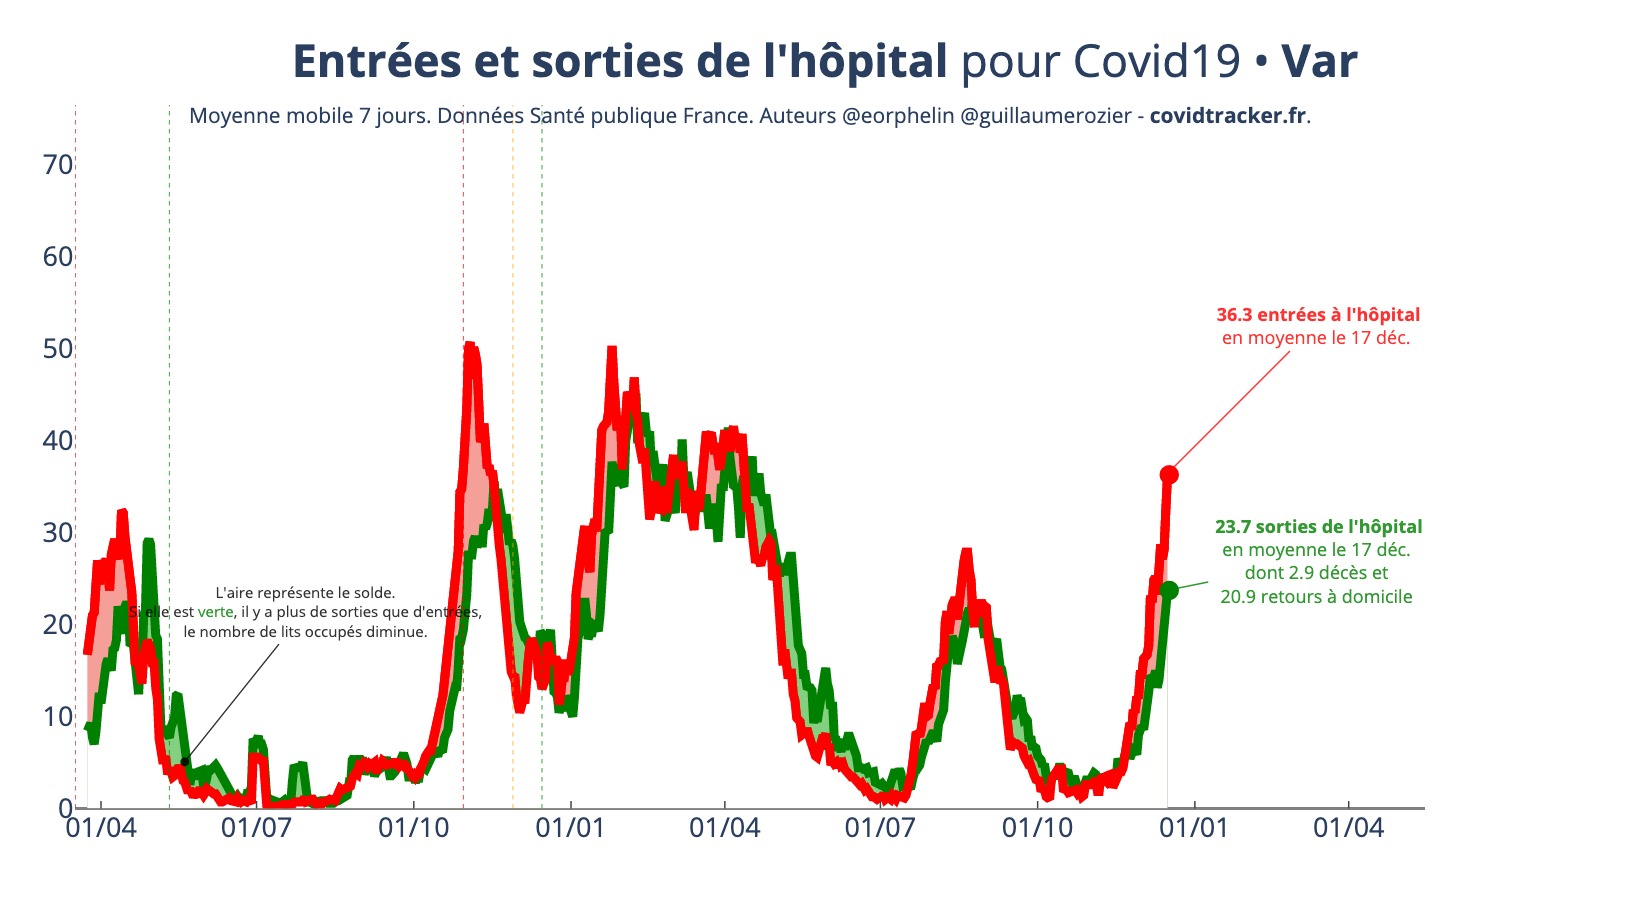 Entrées et sorties de l'hôpital pour Covid19 • Var
Moyenne mobile 7 jours. Données Santé publique France. Auteurs @eorphelin @guillaumerozier - covidtracker.fr.
70
60
50
40
30
20
10
0
36.3 entrées à l'hôpital
en moyenne le 17 déc.
23.7 sorties de l'hôpital
en moyenne le 17 déc.
dont 2.9 décès et
20.9 retours à domicile
L'aire représente le solde.
Si elle est verte, il y a plus de sorties que d'entrées,
le nombre de lits occupés diminue.
01/04 01/07 01/10 01/01 01/04 01/07 01/10 01/01 01/04